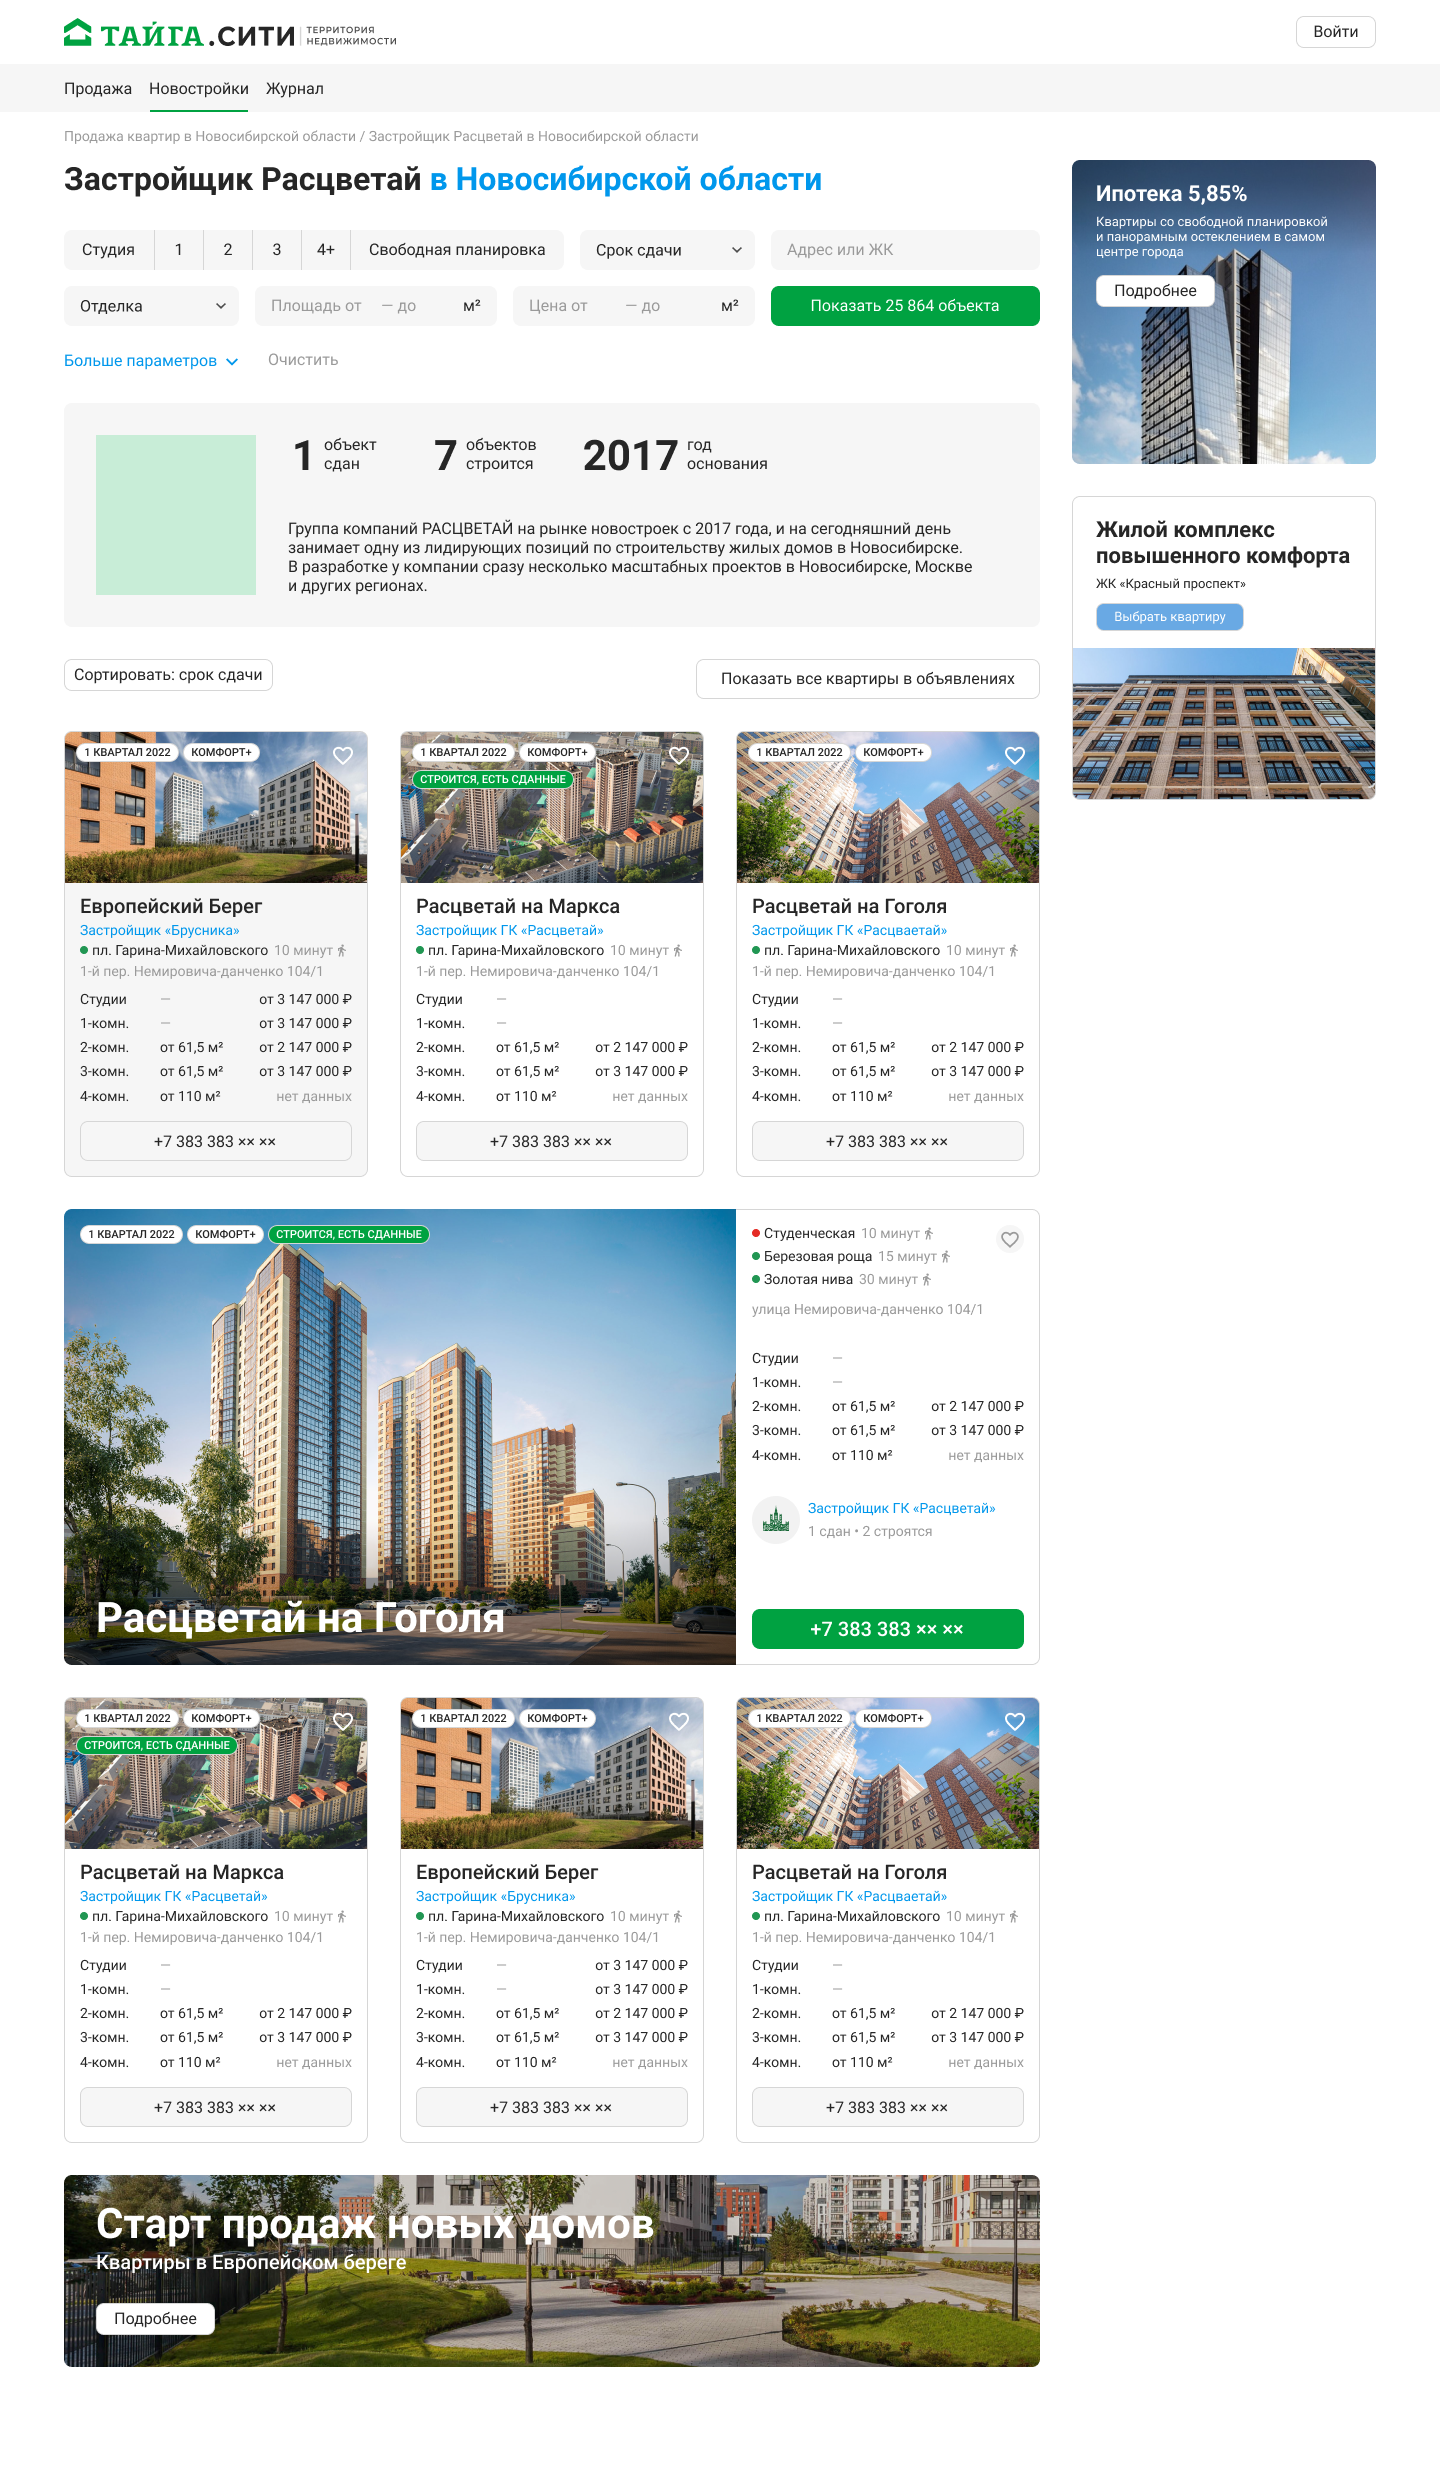 ТАЙГА.СИТИ
ТЕРРИТОРИЯ
НЕДВИЖИМОСТИ
Войти
Продажа Новостройки Журнал
Продажа квартир в Новосибирской области / Застройщик Расцветай в Новосибирской области
Застройщик Расцветай в Новосибирской области
Студия 1 2 3 4+ Свободная планировка Срок сдачи Адрес или ЖК
Отделка Площадь от — до м² Цена от — до м² Показать 25 864 объекта
Больше параметров Очистить
1 объект сдан
7 объектов строится
2017 год основания
Группа компаний РАСЦВЕТАЙ на рынке новостроек с 2017 года, и на сегодняшний день
занимает одну из лидирующих позиций по строительству жилых домов в Новосибирске.
В разработке у компании сразу несколько масштабных проектов в Новосибирске, Москве
и других регионах.
Ипотека 5,85%
Квартиры со свободной планировкой
и панорамным остеклением в самом
центре города
Подробнее
Жилой комплекс
повышенного комфорта
ЖК «Красный проспект»
Выбрать квартиру
Сортировать: срок сдачи
Показать все квартиры в объявлениях
1 КВАРТАЛ 2022 КОМФОРТ+
Европейский Берег
Застройщик «Брусника»
пл. Гарина-Михайловского 10 минут
1-й пер. Немировича-данченко 104/1
Студии — от 3 147 000 ₽
1-комн. — от 3 147 000 ₽
2-комн. от 61,5 м² от 2 147 000 ₽
3-комн. от 61,5 м² от 3 147 000 ₽
4-комн. от 110 м² нет данных
+7 383 383 ×× ××
1 КВАРТАЛ 2022 КОМФОРТ+
СТРОИТСЯ, ЕСТЬ СДАННЫЕ
Расцветай на Маркса
Застройщик ГК «Расцветай»
пл. Гарина-Михайловского 10 минут
1-й пер. Немировича-данченко 104/1
Студии —
1-комн. —
2-комн. от 61,5 м² от 2 147 000 ₽
3-комн. от 61,5 м² от 3 147 000 ₽
4-комн. от 110 м² нет данных
+7 383 383 ×× ××
1 КВАРТАЛ 2022 КОМФОРТ+
Расцветай на Гоголя
Застройщик ГК «Расцваетай»
пл. Гарина-Михайловского 10 минут
1-й пер. Немировича-данченко 104/1
Студии —
1-комн. —
2-комн. от 61,5 м² от 2 147 000 ₽
3-комн. от 61,5 м² от 3 147 000 ₽
4-комн. от 110 м² нет данных
+7 383 383 ×× ××
1 КВАРТАЛ 2022 КОМФОРТ+ СТРОИТСЯ, ЕСТЬ СДАННЫЕ
Расцветай на Гоголя
Студенческая 10 минут
Березовая роща 15 минут
Золотая нива 30 минут
улица Немировича-данченко 104/1
Студии —
1-комн. —
2-комн. от 61,5 м² от 2 147 000 ₽
3-комн. от 61,5 м² от 3 147 000 ₽
4-комн. от 110 м² нет данных
Застройщик ГК «Расцветай»
1 сдан • 2 строятся
+7 383 383 ×× ××
1 КВАРТАЛ 2022 КОМФОРТ+
СТРОИТСЯ, ЕСТЬ СДАННЫЕ
Расцветай на Маркса
Застройщик ГК «Расцветай»
пл. Гарина-Михайловского 10 минут
1-й пер. Немировича-данченко 104/1
Студии —
1-комн. —
2-комн. от 61,5 м² от 2 147 000 ₽
3-комн. от 61,5 м² от 3 147 000 ₽
4-комн. от 110 м² нет данных
+7 383 383 ×× ××
1 КВАРТАЛ 2022 КОМФОРТ+
Европейский Берег
Застройщик «Брусника»
пл. Гарина-Михайловского 10 минут
1-й пер. Немировича-данченко 104/1
Студии — от 3 147 000 ₽
1-комн. — от 3 147 000 ₽
2-комн. от 61,5 м² от 2 147 000 ₽
3-комн. от 61,5 м² от 3 147 000 ₽
4-комн. от 110 м² нет данных
+7 383 383 ×× ××
1 КВАРТАЛ 2022 КОМФОРТ+
Расцветай на Гоголя
Застройщик ГК «Расцваетай»
пл. Гарина-Михайловского 10 минут
1-й пер. Немировича-данченко 104/1
Студии —
1-комн. —
2-комн. от 61,5 м² от 2 147 000 ₽
3-комн. от 61,5 м² от 3 147 000 ₽
4-комн. от 110 м² нет данных
+7 383 383 ×× ××
Старт продаж новых домов
Квартиры в Европейском береге
Подробнее